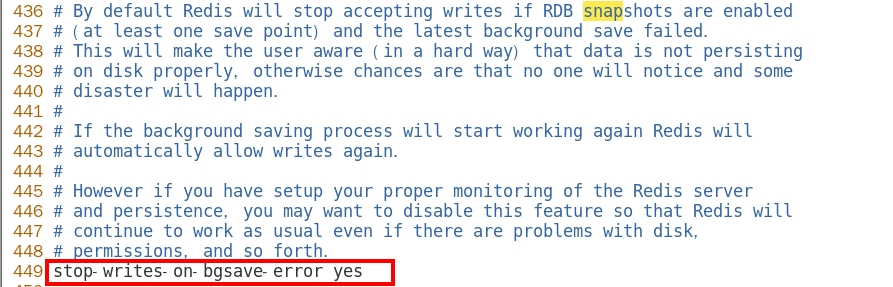 436 # By default Redis will stop accepting writes if RDB snapshots are enabled
437 # (at least one save point) and the latest background save failed.
438 # This will make the user aware (in a hard way) that data is not persisting
439 # on disk properly, otherwise chances are that no one will notice and some
440 # disaster will happen.
441 #
442 # If the background saving process will start working again Redis will
443 # automatically allow writes again.
444 #
445 # However if you have setup your proper monitoring of the Redis server
446 # and persistence, you may want to disable this feature so that Redis will
447 # continue to work as usual even if there are problems with disk,
448 # permissions, and so forth.
449 stop-writes-on-bgsave-error yes